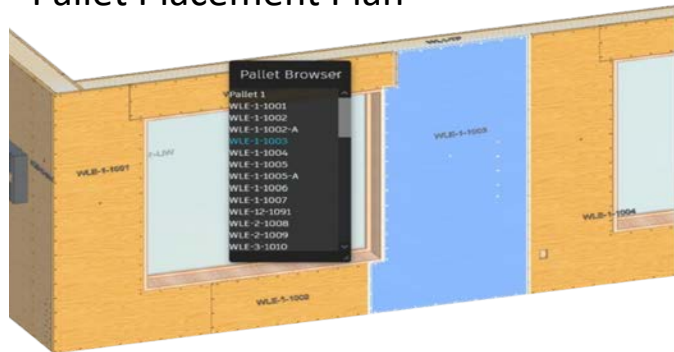 Pallet Placement Plan
Pallet Browser
Pallet 1
WLE-1-1001
WLE-1-1002
WLE-1-1002-A
WLE-1-1003
WLE-1-1004
WLE-1-1005
WLE-1-1005-A
WLE-1-1006
WLE-1-1007
WLE-12-1091
WLE-2-1008
WLE-2-1009
WLE-3-1010
WLE-1-1001
WLE-1-1003
WLE-1-1004
WLE-1-1002